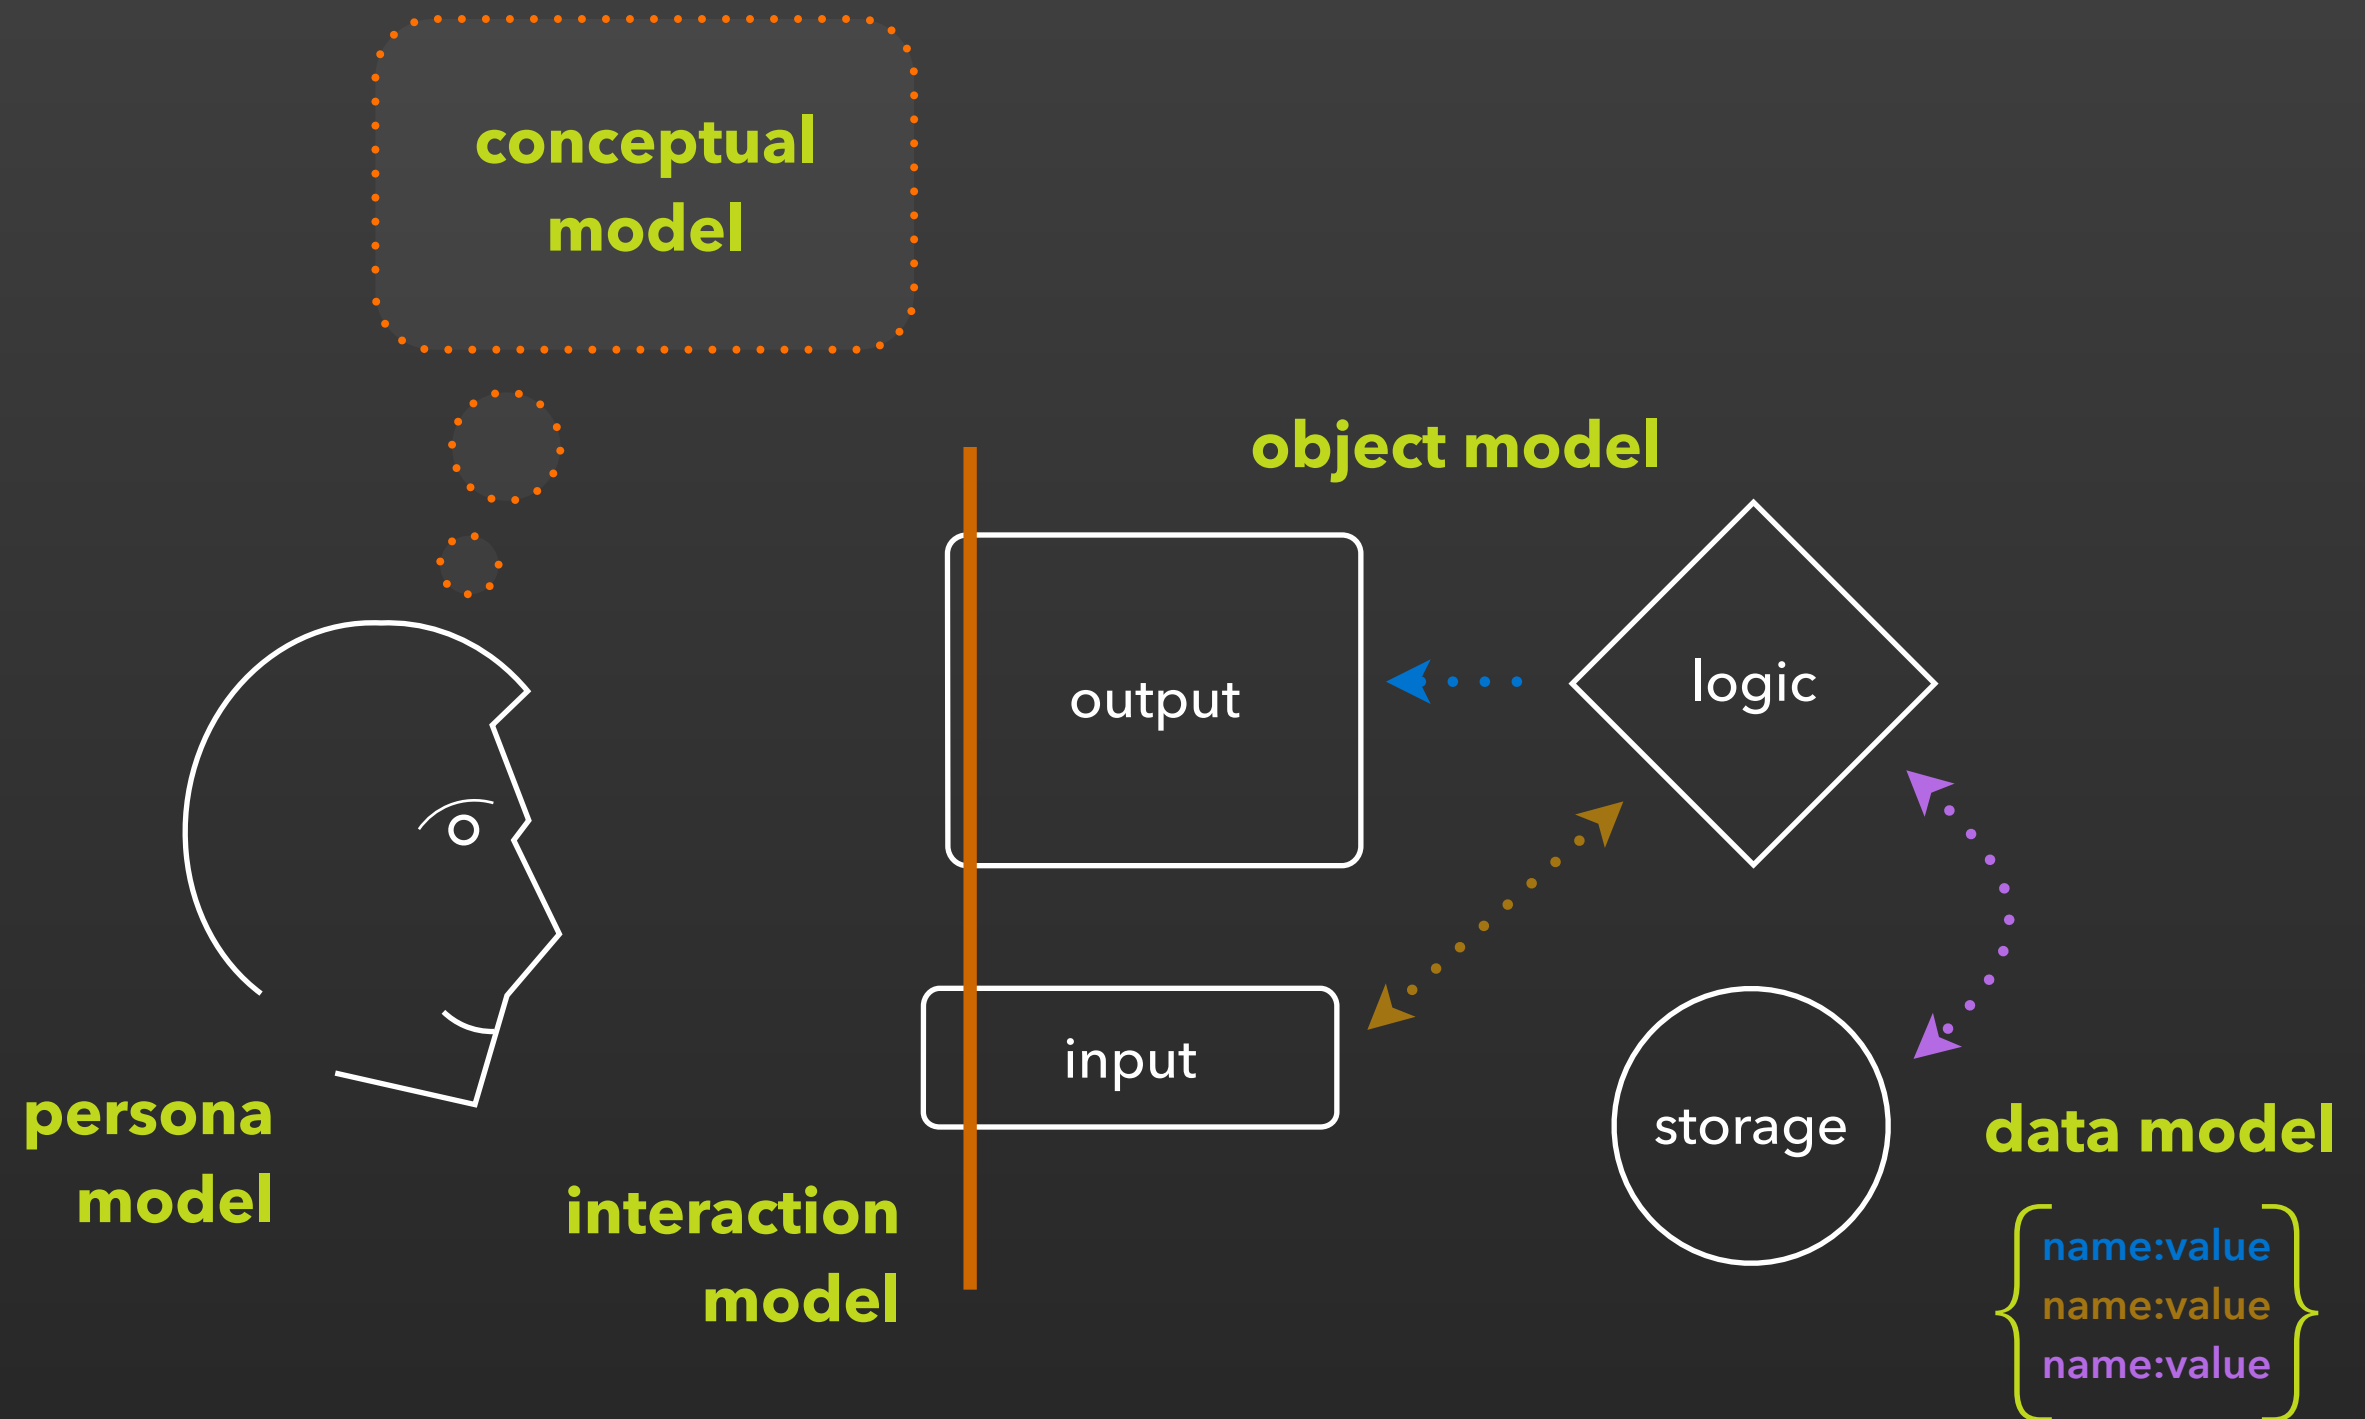 conceptual
model
object model
output
logic
input
storage
persona
model
interaction
model
data model
name:value
name:value
name:value